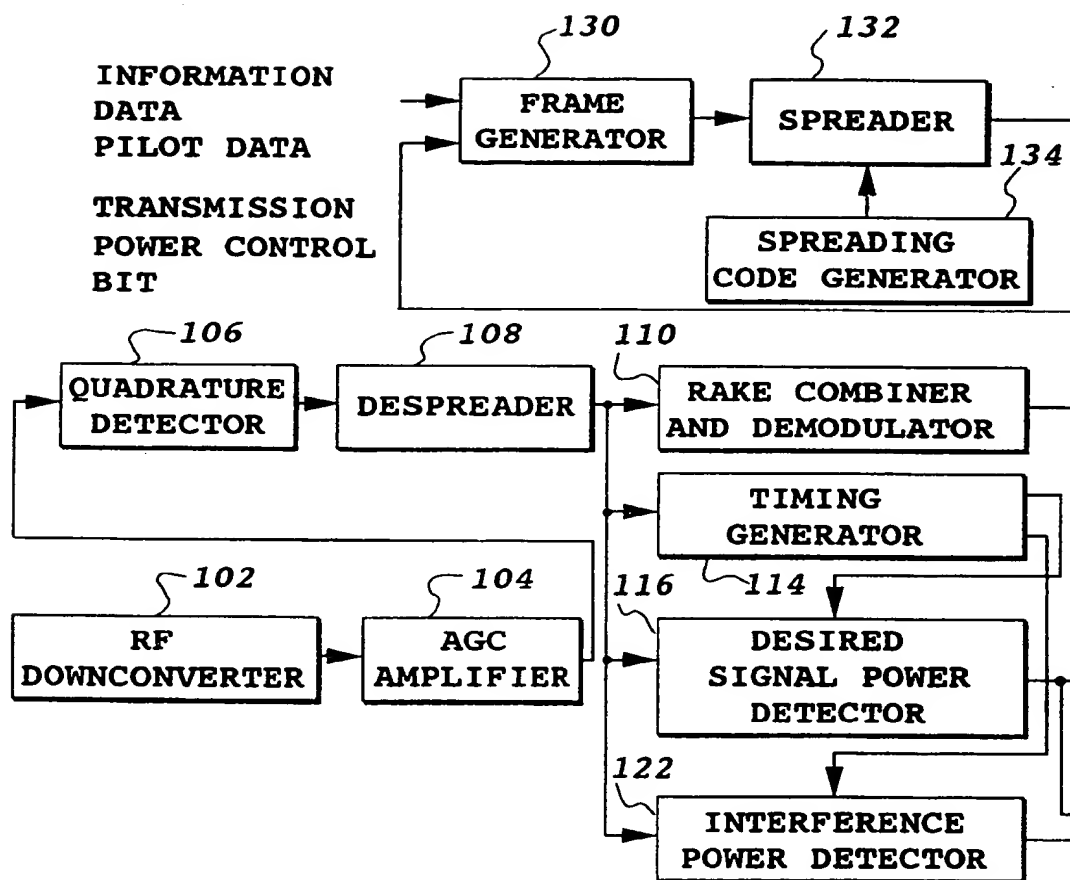 130
132
INFORMATION
DATA
PILOT DATA
FRAME
GENERATOR
SPREADER
134
TRANSMISSION
POWER CONTROL
BIT
SPREADING
CODE GENERATOR
106
108
110
QUADRATURE
DETECTOR
DESPREADER
RAKE COMBINER
AND DEMODULATOR
TIMING
GENERATOR
102
104
116
114
RF
DOWNCONVERTER
AGC
AMPLIFIER
DESIRED
SIGNAL POWER
DETECTOR
122
INTERFERENCE
POWER DETECTOR